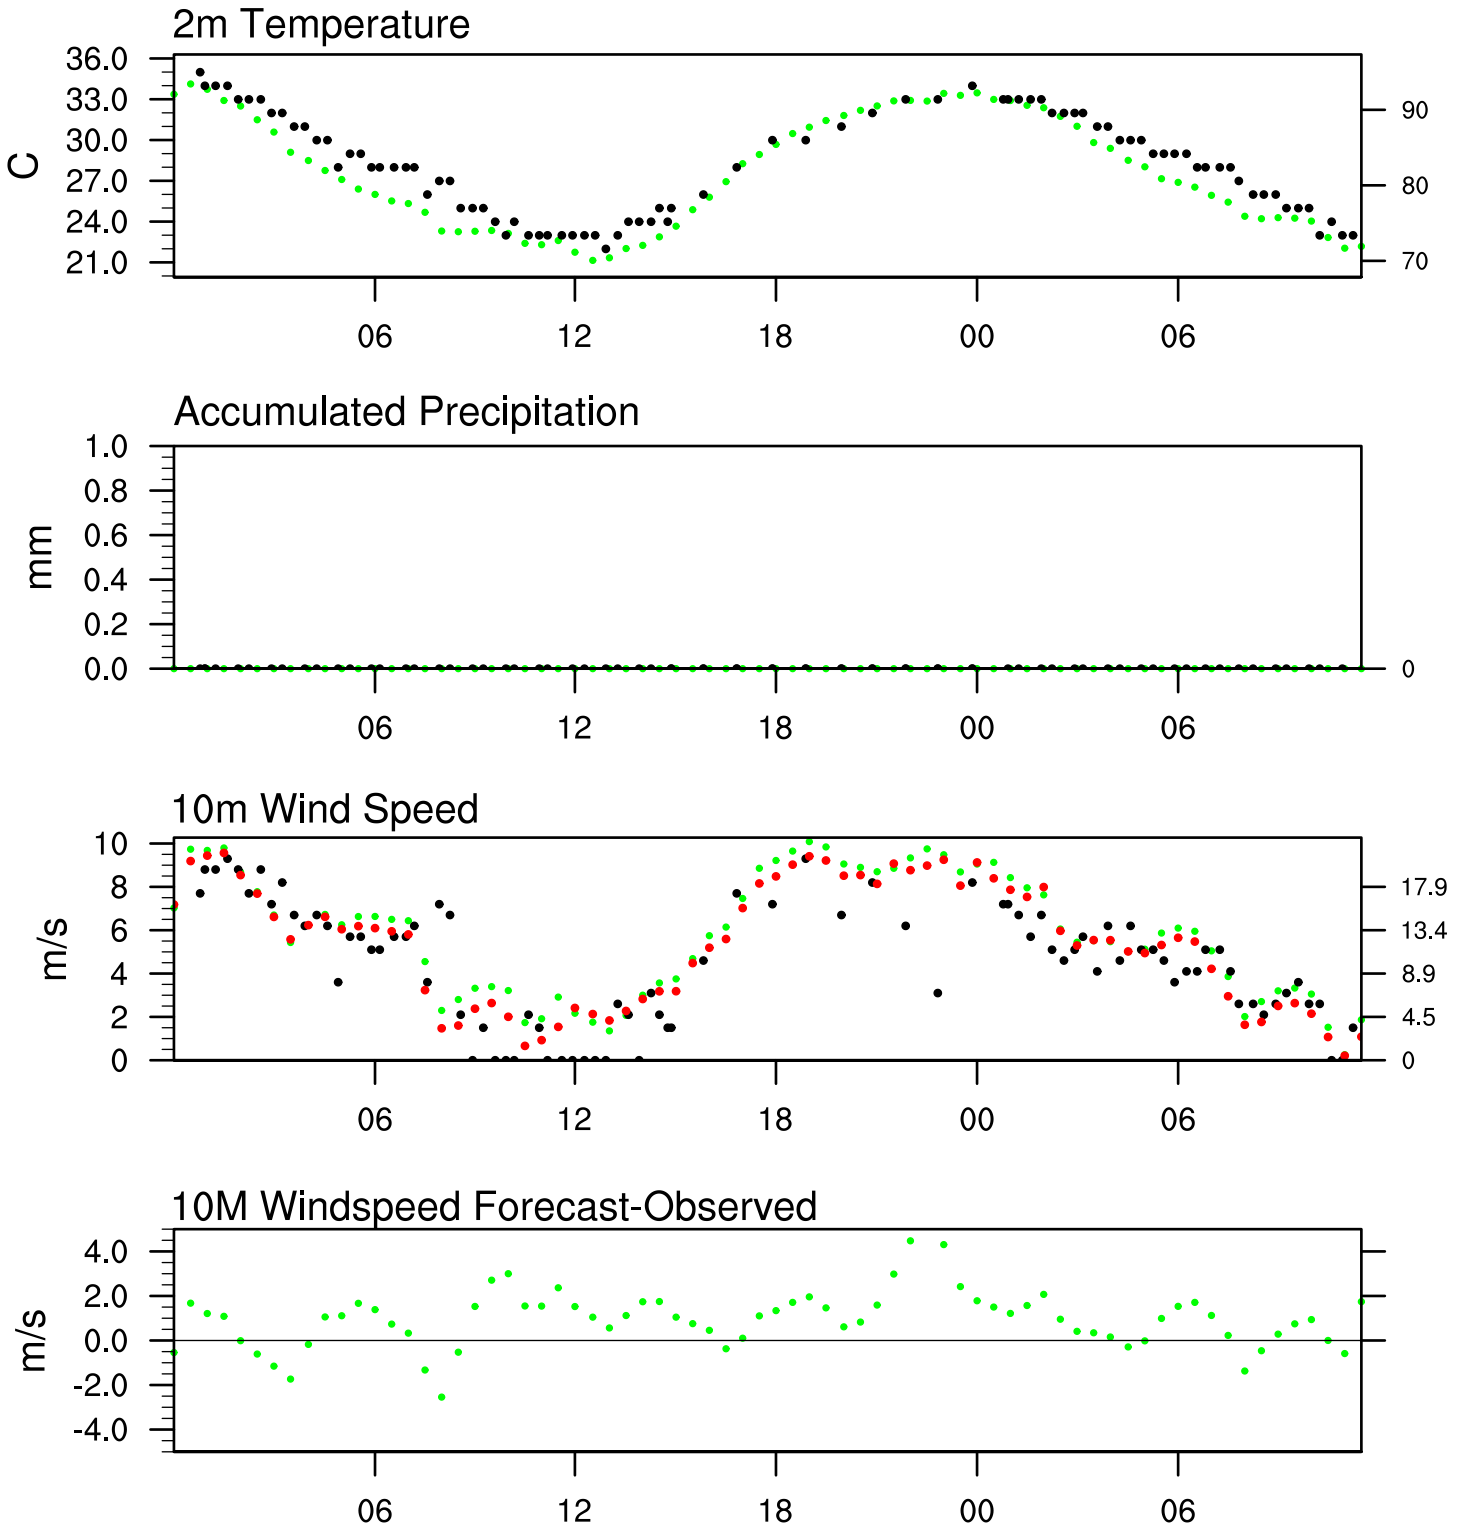 2m Temperature
36.0
33.0
30.0
27.0
24.0
21.0
C
90
80
70
06 12 18 00 06
Accumulated Precipitation
1.0
0.8
0.6
0.4
0.2
0.0
mm
0
06 12 18 00 06
10m Wind Speed
10
8
6
4
2
0
m/s
17.9
13.4
8.9
4.5
0
06 12 18 00 06
10M Windspeed Forecast-Observed
4.0
2.0
0.0
-2.0
-4.0
m/s
06 12 18 00 06